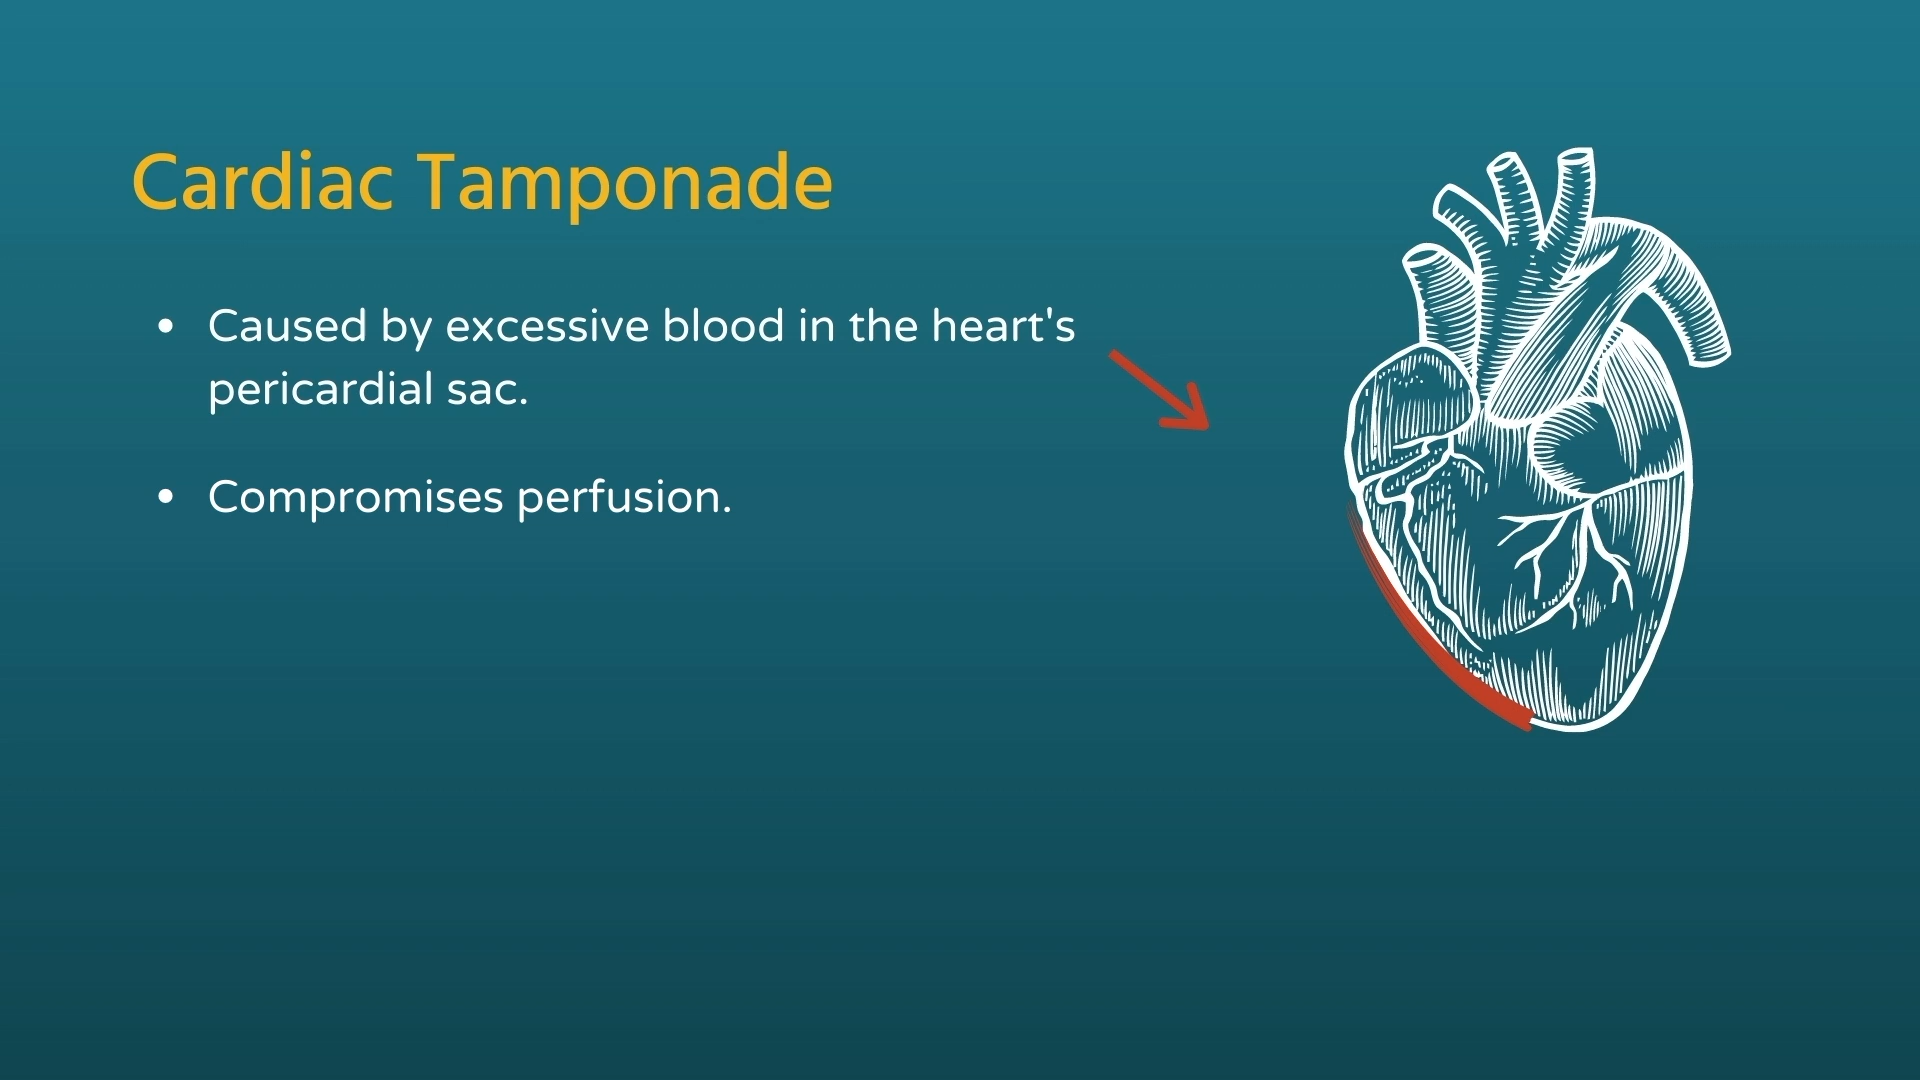 Cardiac Tamponade
• Caused by excessive blood in the heart's
pericardial sac.
• Compromises perfusion.